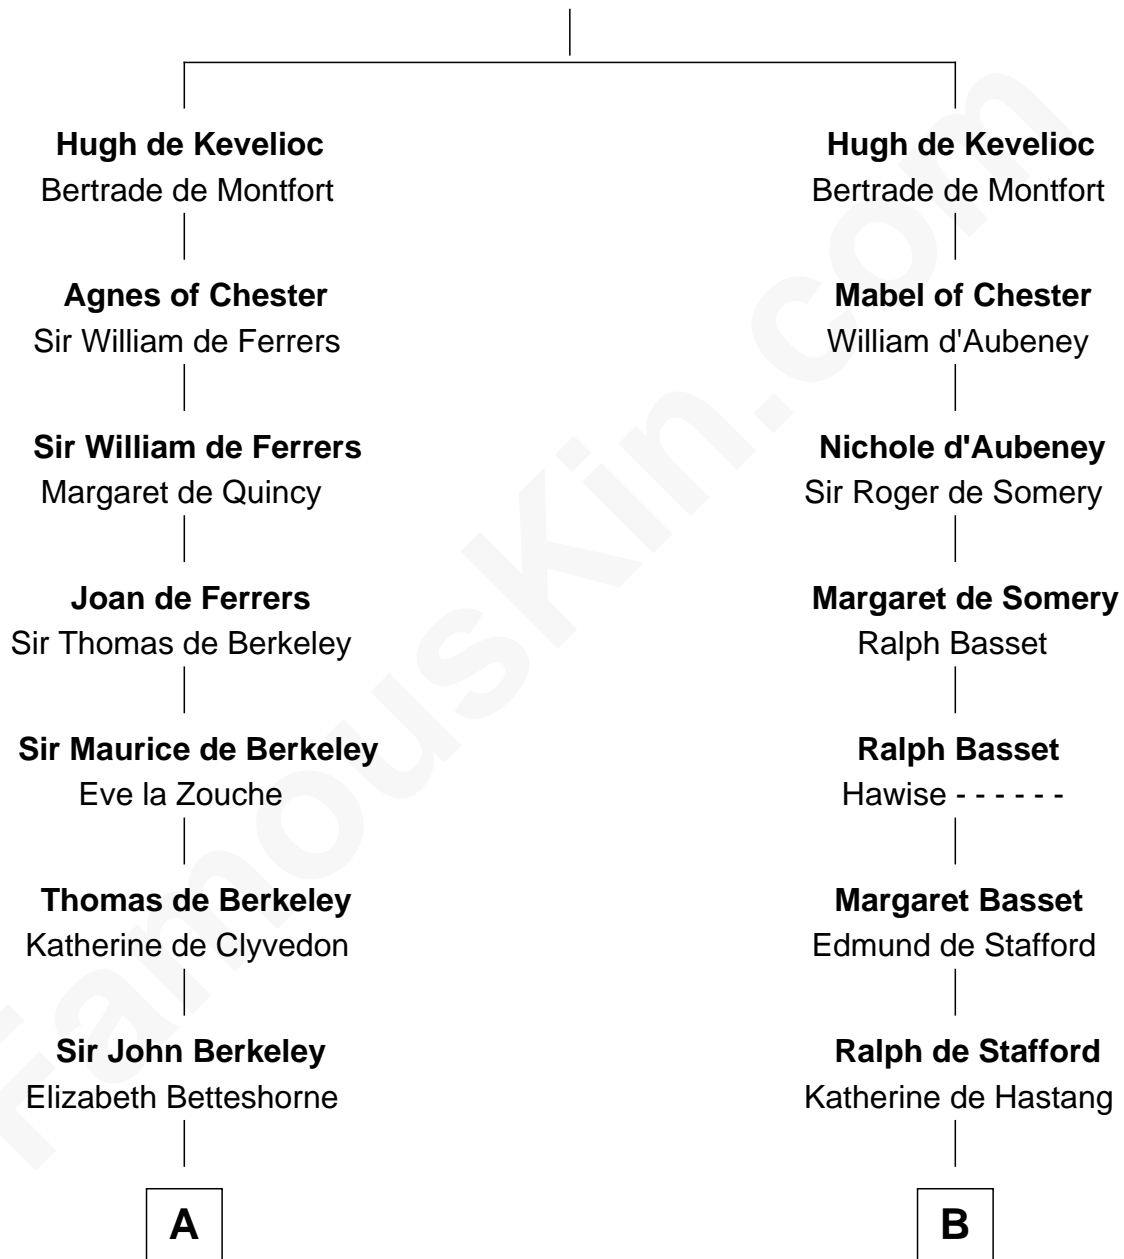 Hugh de Kevelioc
Bertrade de Montfort
Agnes of Chester
Sir William de Ferrers
Sir William de Ferrers
Margaret de Quincy
Joan de Ferrers
Sir Thomas de Berkeley
Sir Maurice de Berkeley
Eve la Zouche
Thomas de Berkeley
Katherine de Clyvedon
Sir John Berkeley
Elizabeth Betteshorne
A
Hugh de Kevelioc
Bertrade de Montfort
Mabel of Chester
William d'Aubeney
Nichole d'Aubeney
Sir Roger de Somery
Margaret de Somery
Ralph Basset
Ralph Basset
Hawise - - - - - -
Margaret Basset
Edmund de Stafford
Ralph de Stafford
Katherine de Hastang
B
FamousKin.com